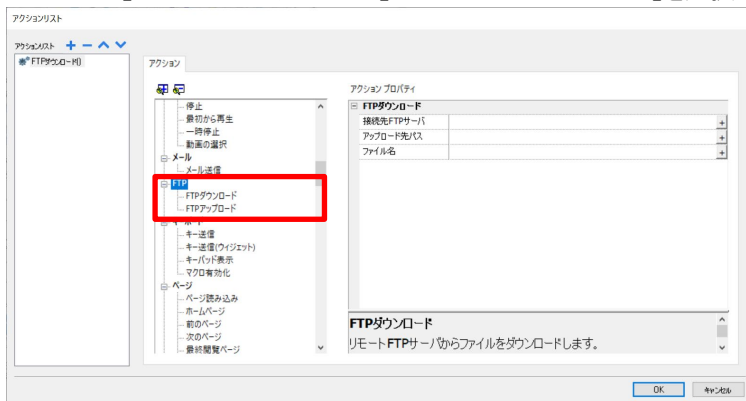 アクションリスト
アクションリスト
FTPダウンロード()
アクション
停止
最初から再生
一時停止
動画の選択
メール
メール送信
FTP
FTPダウンロード
FTPアップロード
キーボード
キー送信
キー送信(ウィジェット)
キーパッド表示
マクロ有効化
ページ
ページ読み込み
ホームページ
前のページ
次のページ
最終閲覧ページ
アクション プロパティ
FTPダウンロード
接続先FTPサーバ
アップロード先パス
ファイル名
FTPダウンロード
リモートFTPサーバからファイルをダウンロードします。
OK
キャンセル